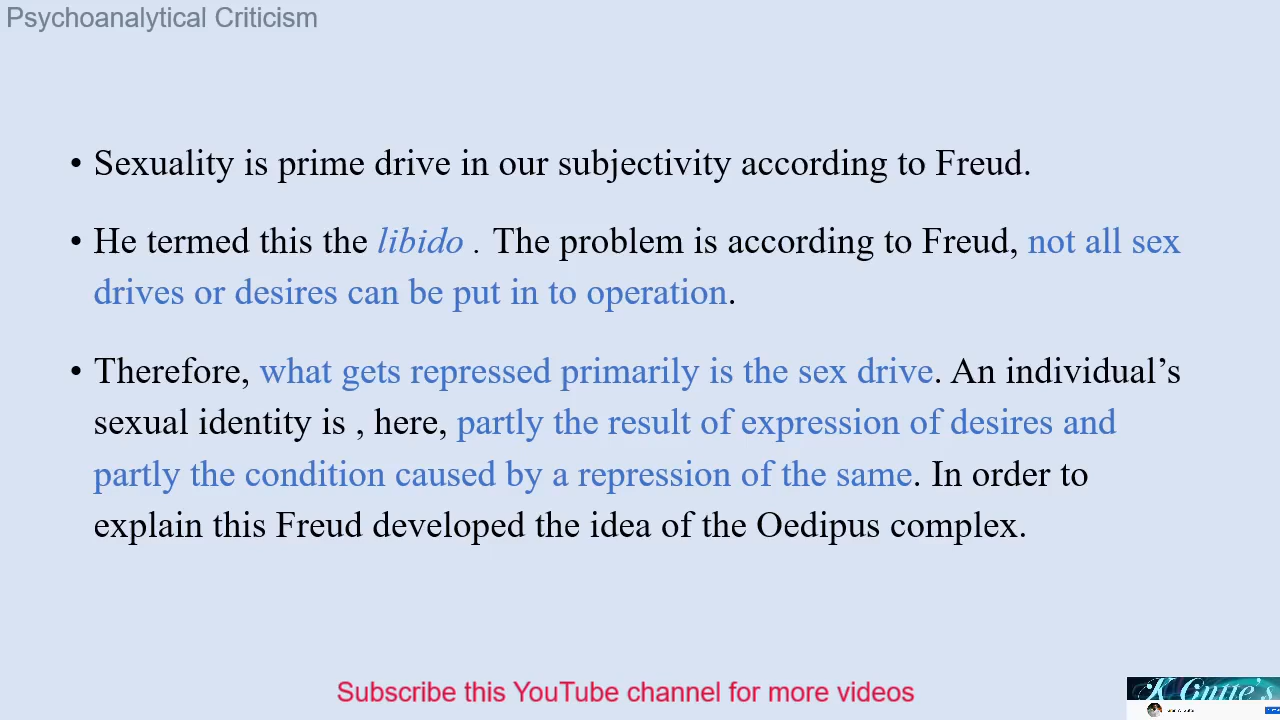 Psychoanalytical Criticism
• Sexuality is prime drive in our subjectivity according to Freud.
• He termed this the libido . The problem is according to Freud, not all sex
drives or desires can be put in to operation.
• Therefore, what gets repressed primarily is the sex drive. An individual’s
sexual identity is , here, partly the result of expression of desires and
partly the condition caused by a repression of the same. In order to
explain this Freud developed the idea of the Oedipus complex.
Subscribe this YouTube channel for more videos